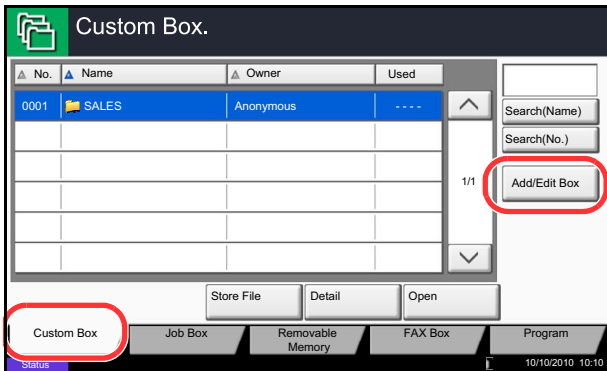 Custom Box.
No. Name Owner Used
0001 SALES Anonymous ----
Search(Name)
Search(No.)
1/1
Add/Edit Box
Store File Detail Open
Custom Box Job Box Removable Memory FAX Box Program
Status 10/10/2010 10:10